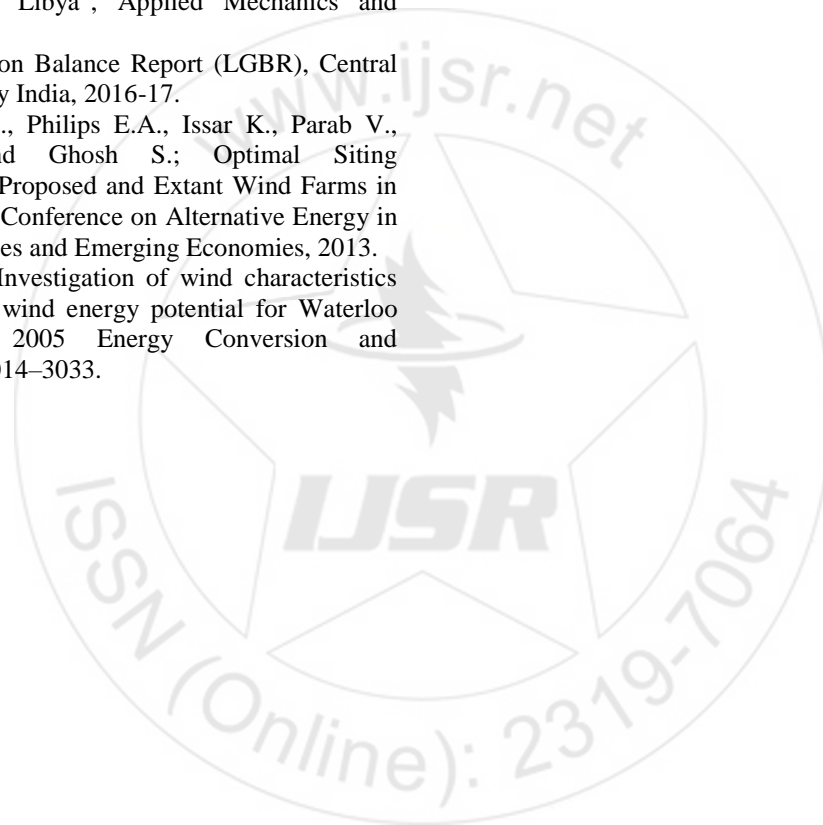 Libya", Applied Mechanics and
on Balance Report (LGBR), Central
y India, 2016-17.
., Philips E.A., Issar K., Parab V.,
nd Ghosh S.; Optimal Siting
Proposed and Extant Wind Farms in
Conference on Alternative Energy in
es and Emerging Economies, 2013.
Investigation of wind characteristics
wind energy potential for Waterloo
2005 Energy Conversion and
14–3033.
www.ijsr.net
IJSR
ISSN (Online): 2319-7064